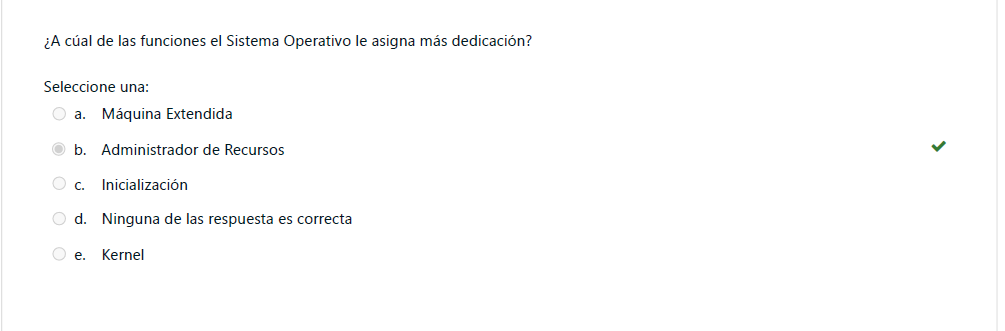 ¿A cúal de las funciones el Sistema Operativo le asigna más dedicación?
Seleccione una:
a. Máquina Extendida
b. Administrador de Recursos
c. Inicialización
d. Ninguna de las respuesta es correcta
e. Kernel